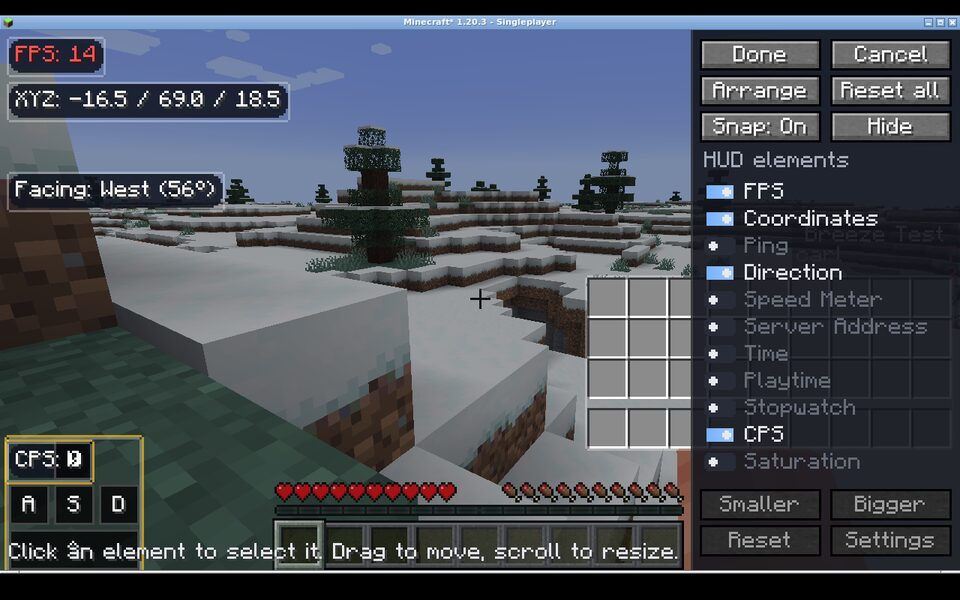 Minecraft* 1.20.3 - Singleplayer
FPS: 14
XYZ: -16.5 / 69.0 / 18.5
Facing: West (56°)
Done
Cancel
Arrange
Reset all
Snap: On
Hide
HUD elements
FPS
Coordinates
Ping
Direction
Speed Meter
Server Address
Time
Playtime
Stopwatch
CPS
Saturation
Smaller
Bigger
Reset
Settings
Breeze Test
CPS: 0
A S D
Click an element to select it. Drag to move, scroll to resize.